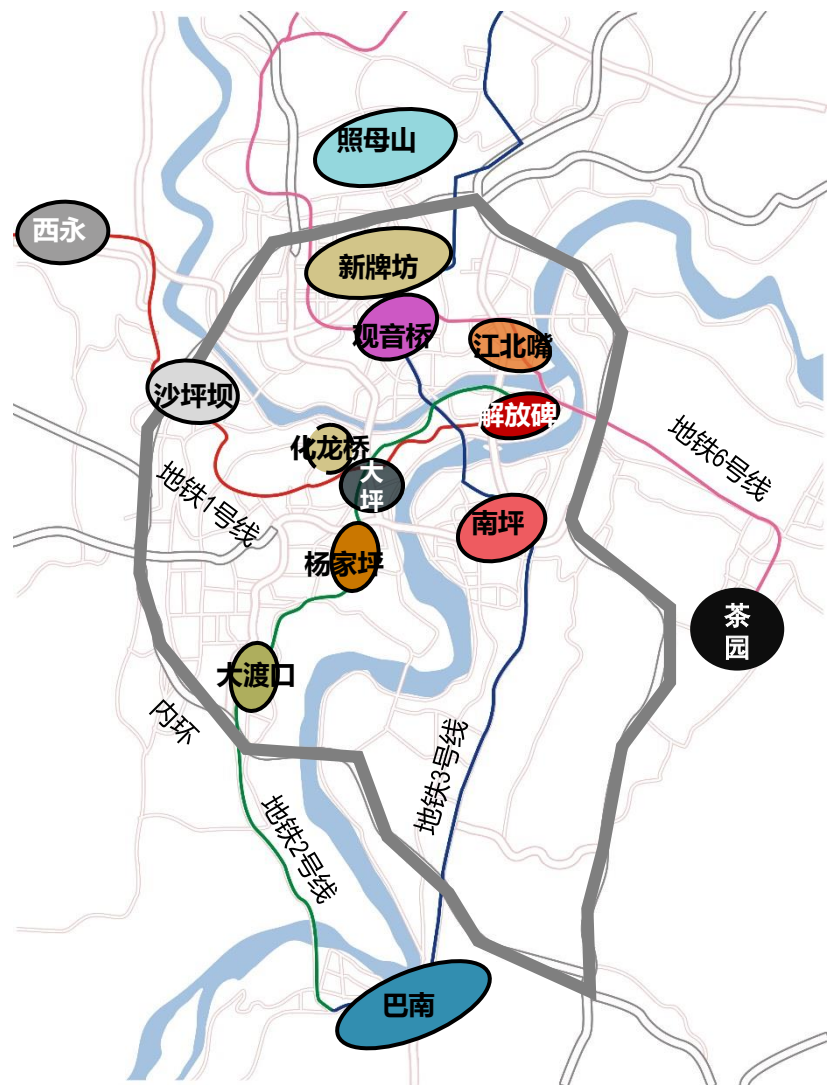 照母山
西永
新牌坊
观音桥
江北嘴
沙坪坝
解放碑
化龙桥
地铁6号线
大
坪
地铁1号线
南坪
杨家坪
茶
园
大渡口
内环
地铁3号线
地铁2号线
巴南